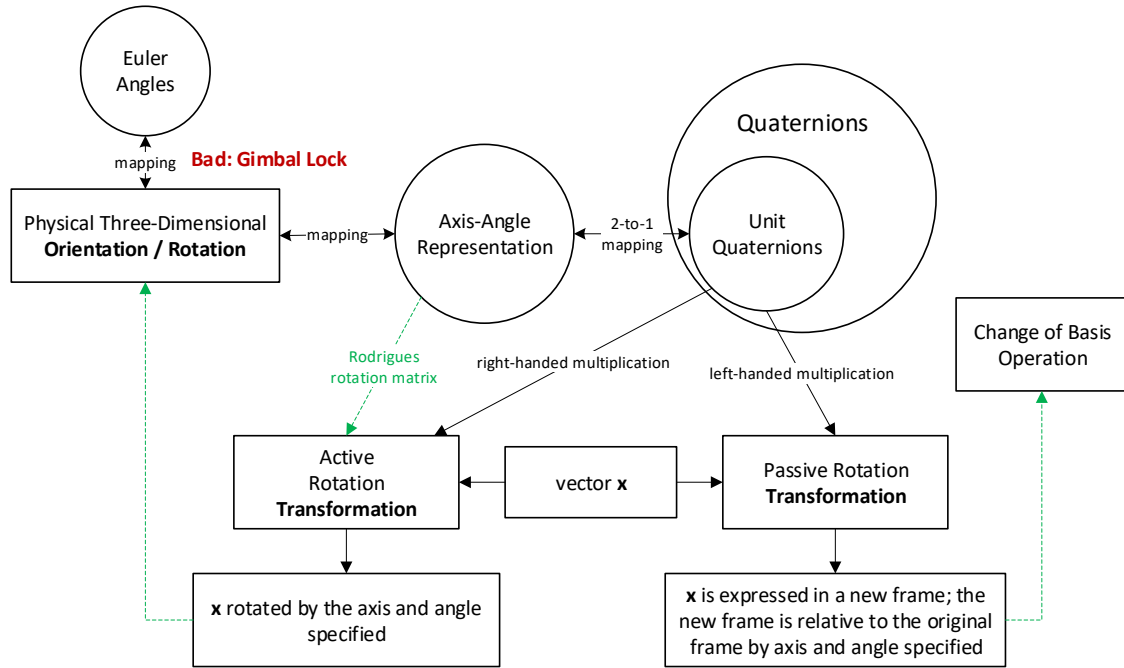 Euler
Angles
mapping
Bad: Gimbal Lock
Quaternions
Physical Three-Dimensional
Orientation / Rotation
mapping
Axis-Angle
Representation
2-to-1
mapping
Unit
Quaternions
Change of Basis
Operation
Rodrigues
rotation matrix
right-handed multiplication
left-handed multiplication
Active
Rotation
Transformation
vector x
Passive Rotation
Transformation
x rotated by the axis and angle
specified
x is expressed in a new frame; the
new frame is relative to the original
frame by axis and angle specified